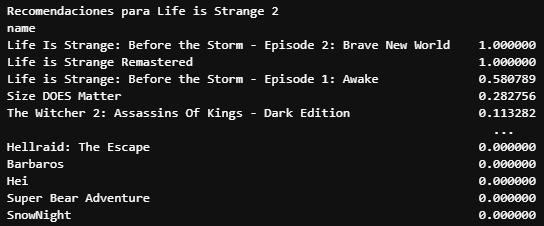 Recomendaciones para Life is Strange 2
name
Life Is Strange: Before the Storm - Episode 2: Brave New World 1.000000
Life is Strange Remastered 1.000000
Life is Strange: Before the Storm - Episode 1: Awake 0.580789
Size DOES Matter 0.282756
The Witcher 2: Assassins Of Kings - Dark Edition 0.113282
...
Hellraid: The Escape 0.000000
Barbaros 0.000000
Hei 0.000000
Super Bear Adventure 0.000000
SnowNight 0.000000